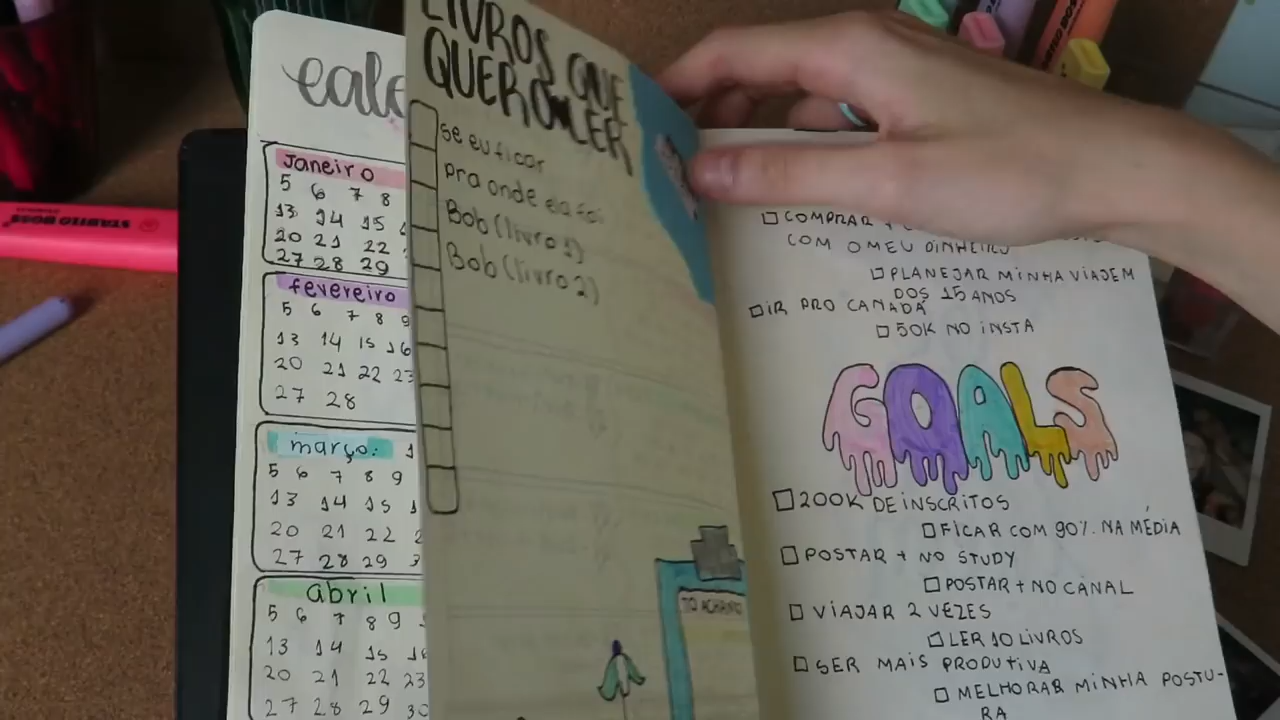 Janeiro
5 6 7 8
13 14 15
20 21 22
27 28 29
fevereiro
5 6 7 8 9
13 14 15 16
20 21 22 23
27 28
março:
5 6 7 8 9
13 14 15
20 21 22
27 28 29
abril
5 6 7 8 9
13 14 15
20 21 22 23
27 28 29 30
LIVROS QUE
QUERO LER
se eu ficar
pra onde ela foi
Bob (livro 1)
Bob (livro 2)
COMPRAR +
COM O MEU DINHEIRO
PLANEJAR MINHA VIAJEM
DOS 15 ANOS
IR PRO CANADÁ
50K NO INSTA
GOALS
200K DE INSCRITOS
FICAR COM 90% NA MÉDIA
POSTAR + NO STUDY
POSTAR + NO CANAL
VIAJAR 2 VEZES
LER 10 LIVROS
SER MAIS PRODUTIVA
MELHORAR MINHA POSTU-
RA
STABILO BOSS